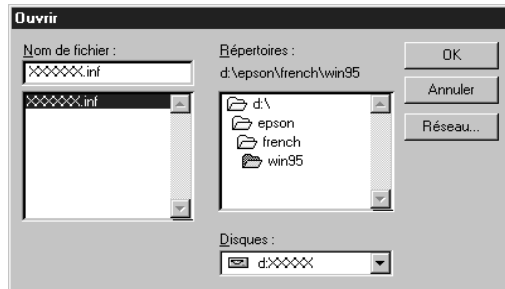 Ouvrir
Nom de fichier :
XXXXXX.inf
XXXXXX.inf
Répertoires :
d:\epson\french\win95
d:\
epson
french
win95
Disques :
d:XXXXX
OK
Annuler
Réseau...